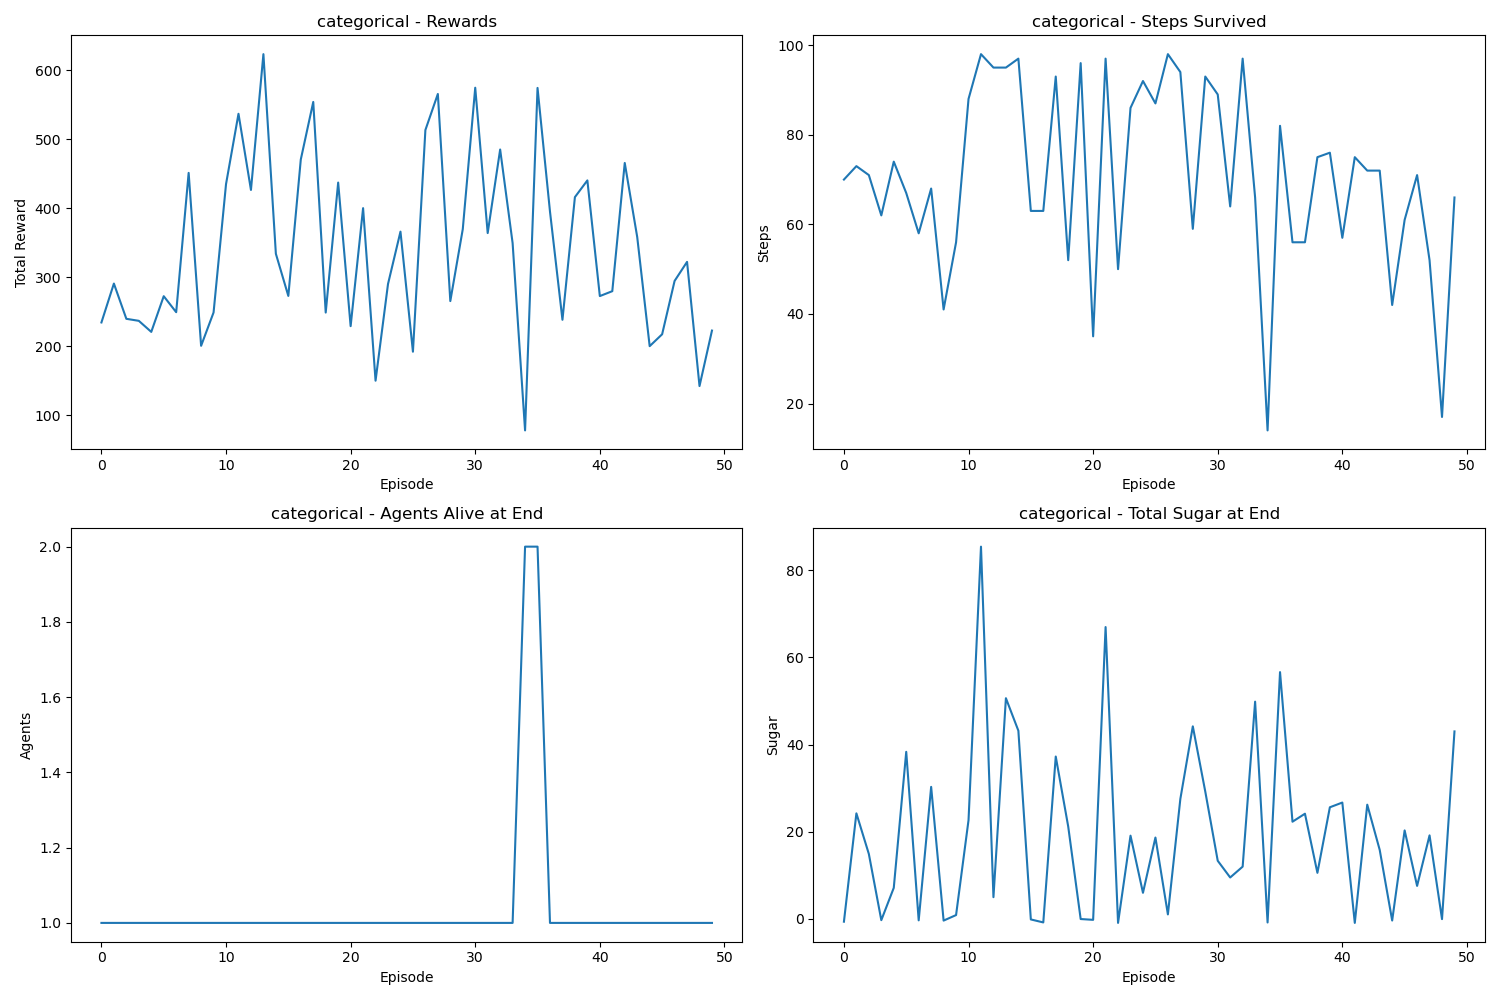 categorical - Rewards
600
500
400
300
200
100
Total Reward
0 10 20 30 40 50
Episode
categorical - Steps Survived
100
80
60
40
20
Steps
0 10 20 30 40 50
Episode
categorical - Agents Alive at End
2.0
1.8
1.6
1.4
1.2
1.0
Agents
0 10 20 30 40 50
Episode
categorical - Total Sugar at End
80
60
40
20
0
Sugar
0 10 20 30 40 50
Episode